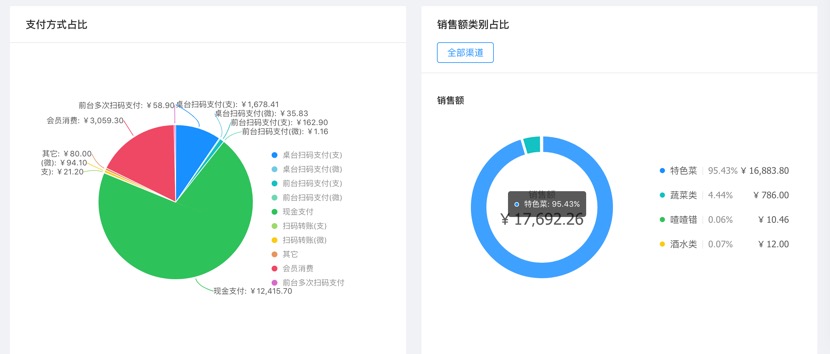 支付方式占比
前台多次扫码支付: ¥58.90
桌台扫码支付(支): ¥1,678.41
桌台扫码支付(微): ¥35.83
前台扫码支付(支): ¥162.90
前台扫码支付(微): ¥1.16
会员消费: ¥3,059.30
其它: ¥80.00
(微): ¥94.10
支): ¥21.20
现金支付: ¥12,415.70
桌台扫码支付(支)
桌台扫码支付(微)
前台扫码支付(支)
前台扫码支付(微)
现金支付
扫码转账(支)
扫码转账(微)
其它
会员消费
前台多次扫码支付
销售额类别占比
全部渠道
销售额
销售额
特色菜: 95.43%
¥ 17,692.26
特色菜 | 95.43% ¥ 16,883.80
蔬菜类 | 4.44% ¥ 786.00
喳喳错 | 0.06% ¥ 10.46
酒水类 | 0.07% ¥ 12.00